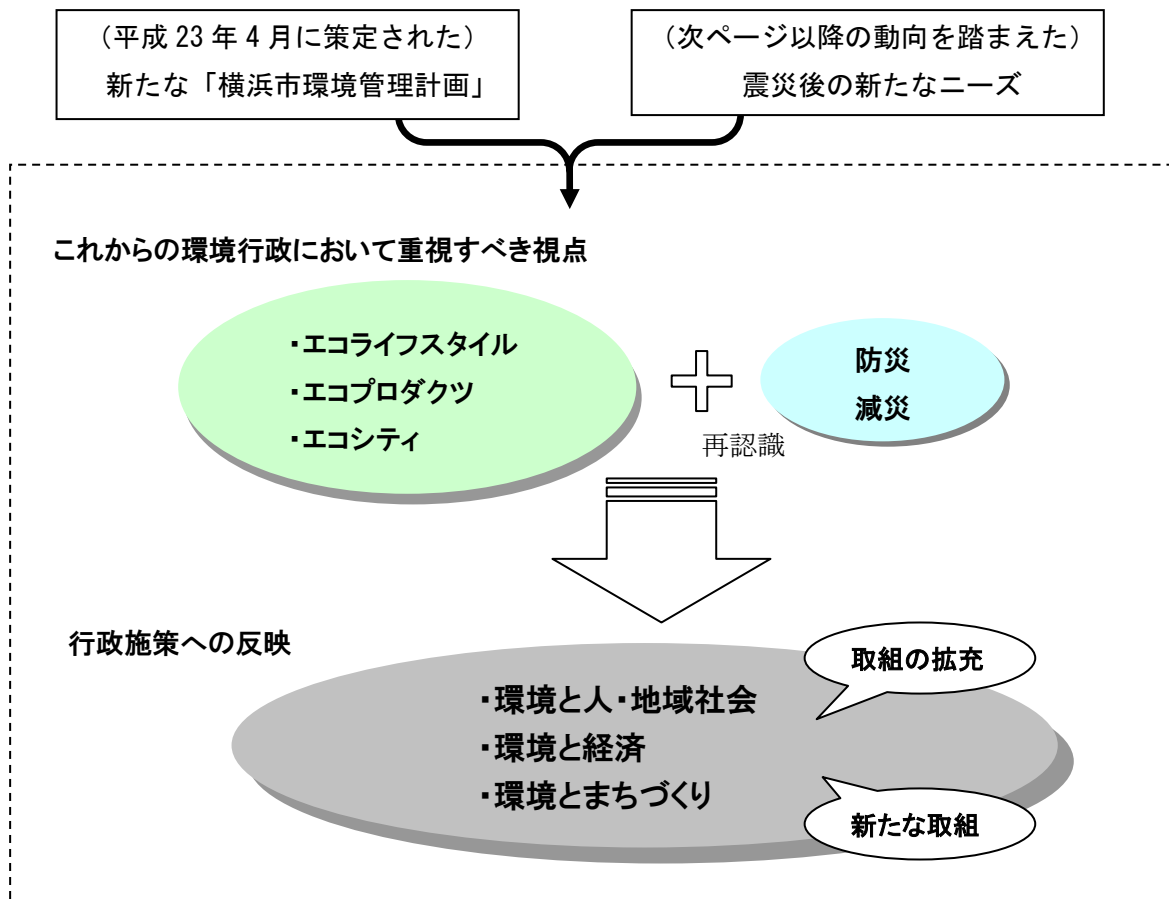 （平成 23 年 4 月に策定された）
新たな「横浜市環境管理計画」
（次ページ以降の動向を踏まえた）
震災後の新たなニーズ
これからの環境行政において重視すべき視点
・エコライフスタイル
・エコプロダクツ
・エコシティ
防災
減災
再認識
行政施策への反映
取組の拡充
・環境と人・地域社会
・環境と経済
・環境とまちづくり
新たな取組